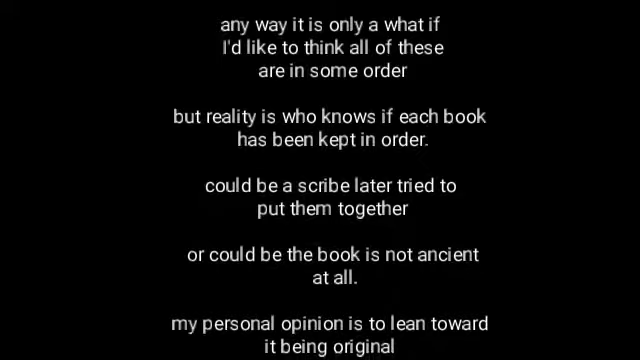 any way it is only a what if
I'd like to think all of these
are in some order
but reality is who knows if each book
has been kept in order.
could be a scribe later tried to
put them together
or could be the book is not ancient
at all.
my personal opinion is to lean toward
it being original